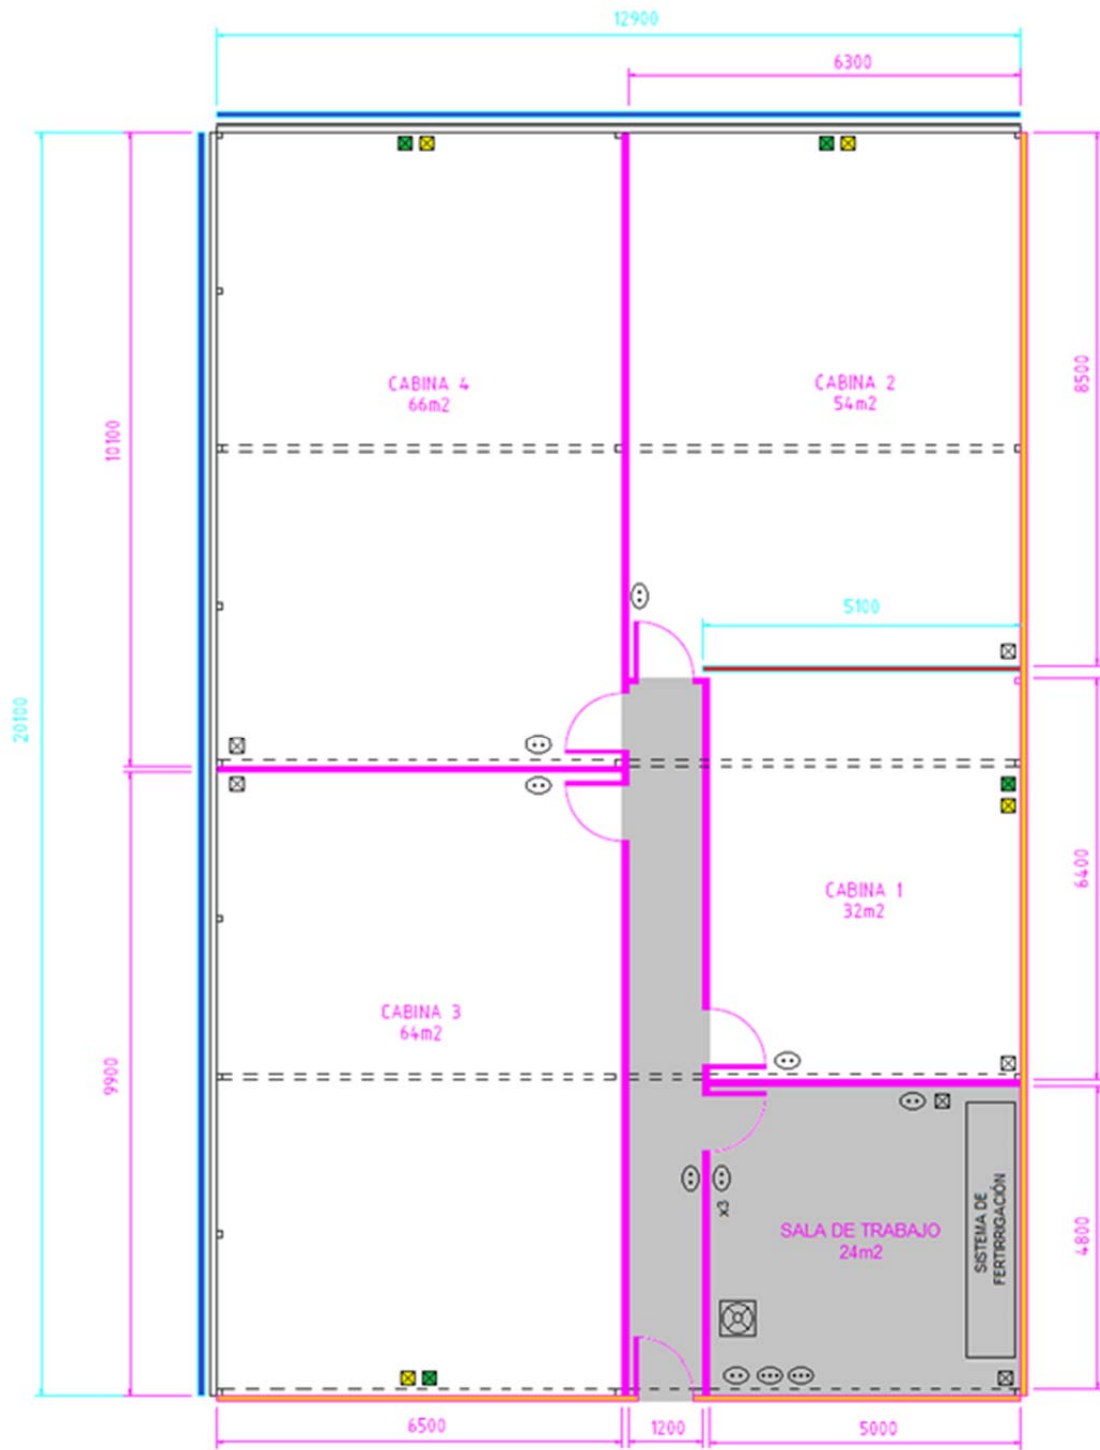 12900
6300
CABINA 4
66m2
CABINA 2
54m2
8500
10100
5100
20100
6400
CABINA 1
32m2
CABINA 3
64m2
9900
x3
SALA DE TRABAJO
24m2
SISTEMA DE
FERTIRRIGACIÓN
4800
6500
1200
5000